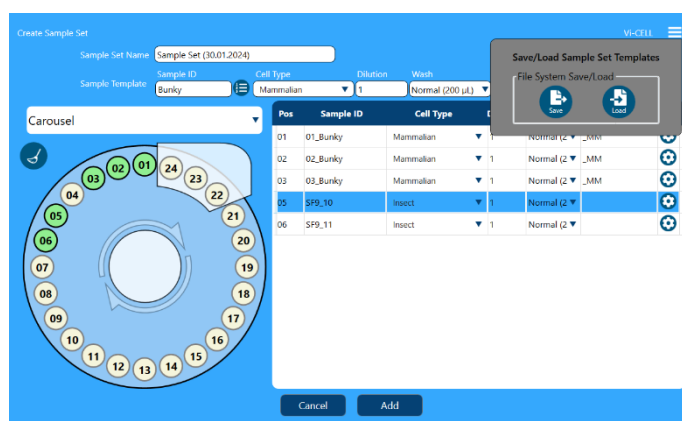 Create Sample Set
Vi-CELL
Sample Set Name Sample Set (30.01.2024)
Save/Load Sample Set Templates
File System Save/Load
Save Load
Sample ID Cell Type Dilution Wash
Sample Template Bunky Mammalian 1 Normal (200 µL)
Carousel
Pos Sample ID Cell Type D
01 01_Bunky Mammalian 1 Normal (2 _MM
02 02_Bunky Mammalian 1 Normal (2 _MM
03 03_Bunky Mammalian 1 Normal (2 _MM
05 SF9_10 Insect 1 Normal (2
06 SF9_11 Insect 1 Normal (2
01
02
03
04
05
06
07
08
09
10
11
12
13
14
15
16
17
18
19
20
21
22
23
24
Cancel Add